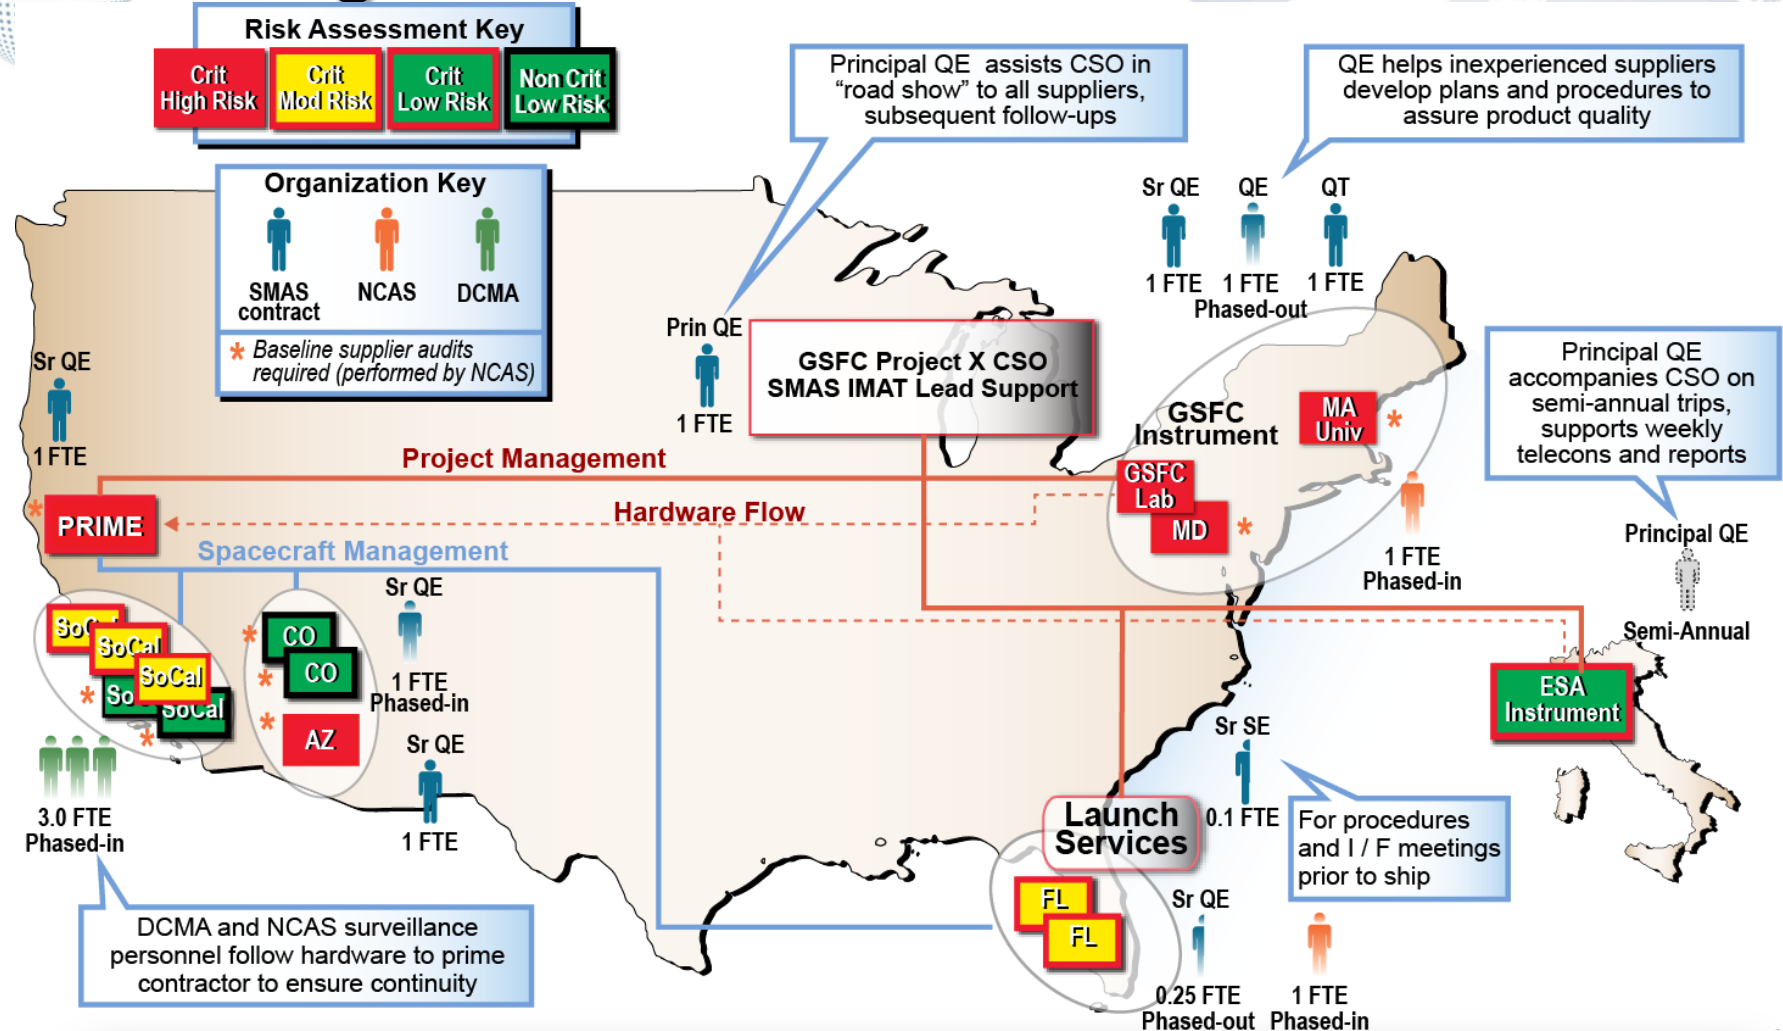 Risk Assessment Key
Crit
High Risk
Crit
Mod Risk
Crit
Low Risk
Non Crit
Low Risk
Organization Key
SMAS
contract
NCAS
DCMA
* Baseline supplier audits
required (performed by NCAS)
Principal QE assists CSO in
“road show” to all suppliers,
subsequent follow-ups
QE helps inexperienced suppliers
develop plans and procedures to
assure product quality
Sr QE
1 FTE
QE
1 FTE
Phased-out
QT
1 FTE
Prin QE
1 FTE
GSFC Project X CSO
SMAS IMAT Lead Support
Sr QE
1 FTE
Principal QE
accompanies CSO on
semi-annual trips,
supports weekly
telecons and reports
GSFC
Instrument
MA
Univ
*
GSFC
Lab
MD
*
1 FTE
Phased-in
Principal QE
Semi-Annual
Project Management
Hardware Flow
*
PRIME
Spacecraft Management
SoCal
SoCal
SoCal
* SoCal
SoCal
*
* CO
* CO
* AZ
Sr QE
1 FTE
Phased-in
Sr QE
1 FTE
3.0 FTE
Phased-in
DCMA and NCAS surveillance
personnel follow hardware to prime
contractor to ensure continuity
ESA
Instrument
Sr SE
0.1 FTE
Launch
Services
For procedures
and I / F meetings
prior to ship
FL
FL
Sr QE
0.25 FTE
Phased-out
1 FTE
Phased-in